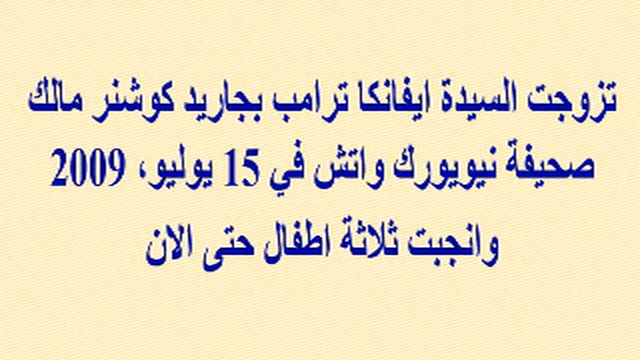 تزوجت السيدة ايفانكا ترامب بجاريد كوشنر مالك
صحيفة نيويورك واتش في 15 يوليو، 2009
وانجبت ثلاثة اطفال حتى الان